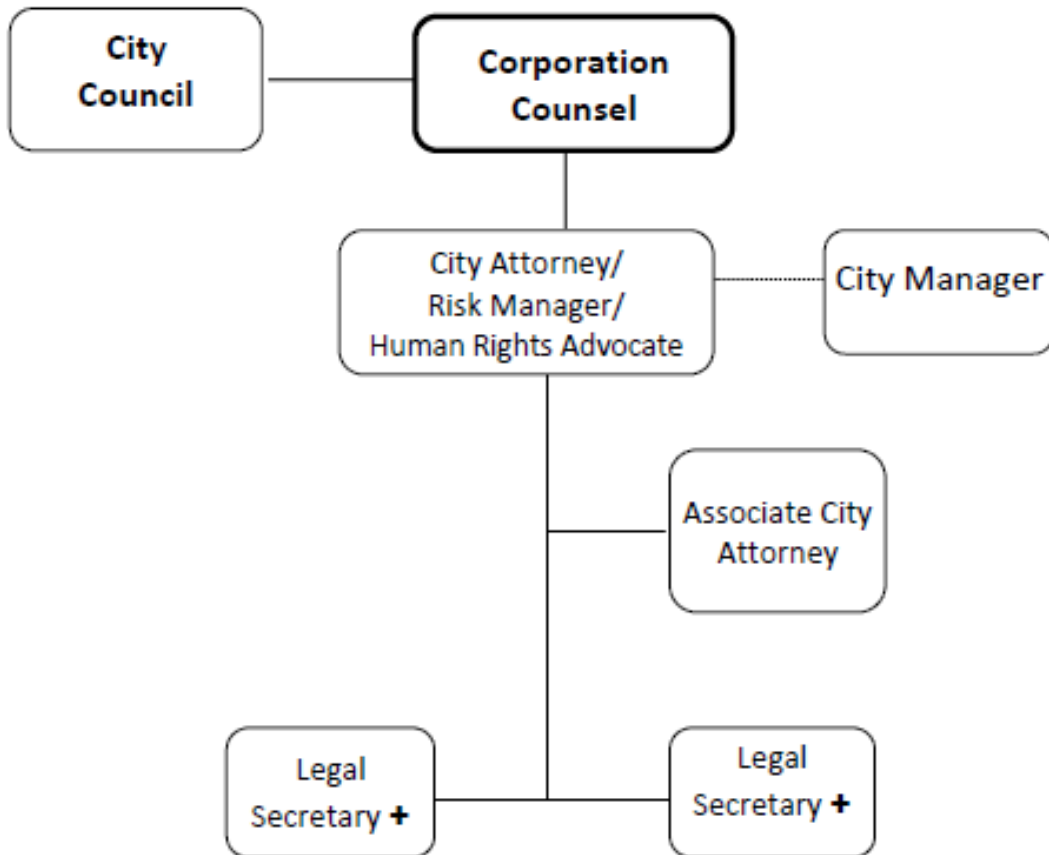 City
Council
Corporation
Counsel
City Attorney/
Risk Manager/
Human Rights Advocate
City Manager
Associate City
Attorney
Legal
Secretary +
Legal
Secretary +